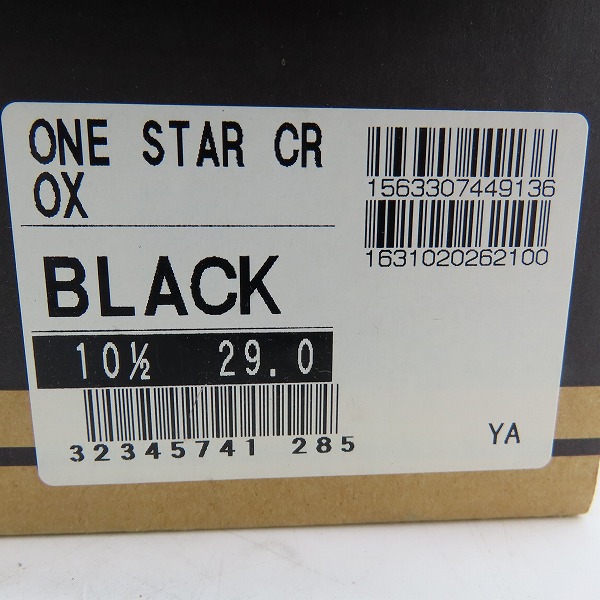 ONE STAR CR
OX
1563307449136
1631020262100
BLACK
10½ 29.0
32345741 285
YA